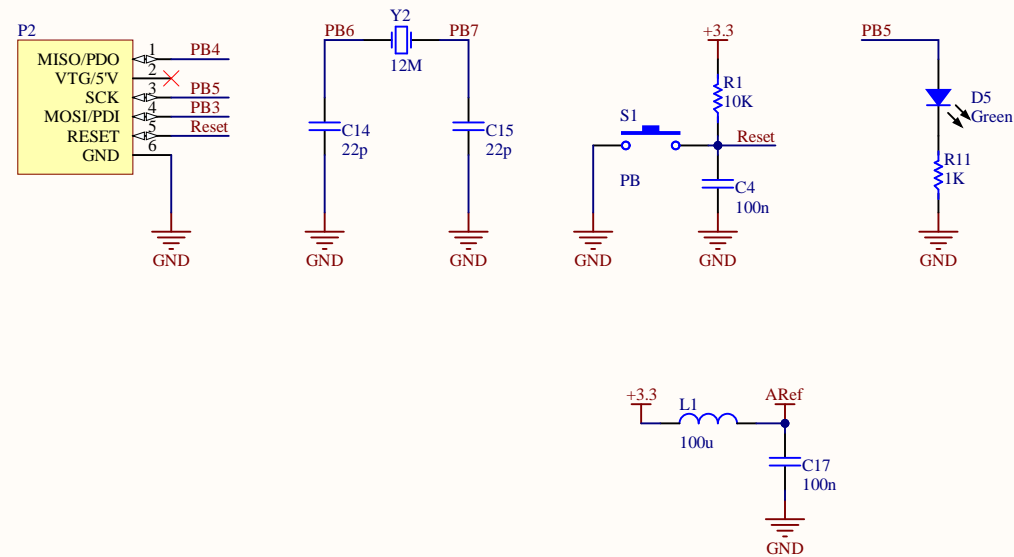 P2
MISO/PDO 1 PB4
VTG/5'V 2
SCK 3 PB5
MOSI/PDI 4 PB3
RESET 5 Reset
GND 6
GND
Y2
PB6 PB7
12M
C14
22p
C15
22p
GND
GND
+3.3
R1
10K
S1
Reset
PB
C4
100n
GND
GND
PB5
D5
Green
R11
1K
GND
+3.3
L1
ARef
100u
C17
100n
GND